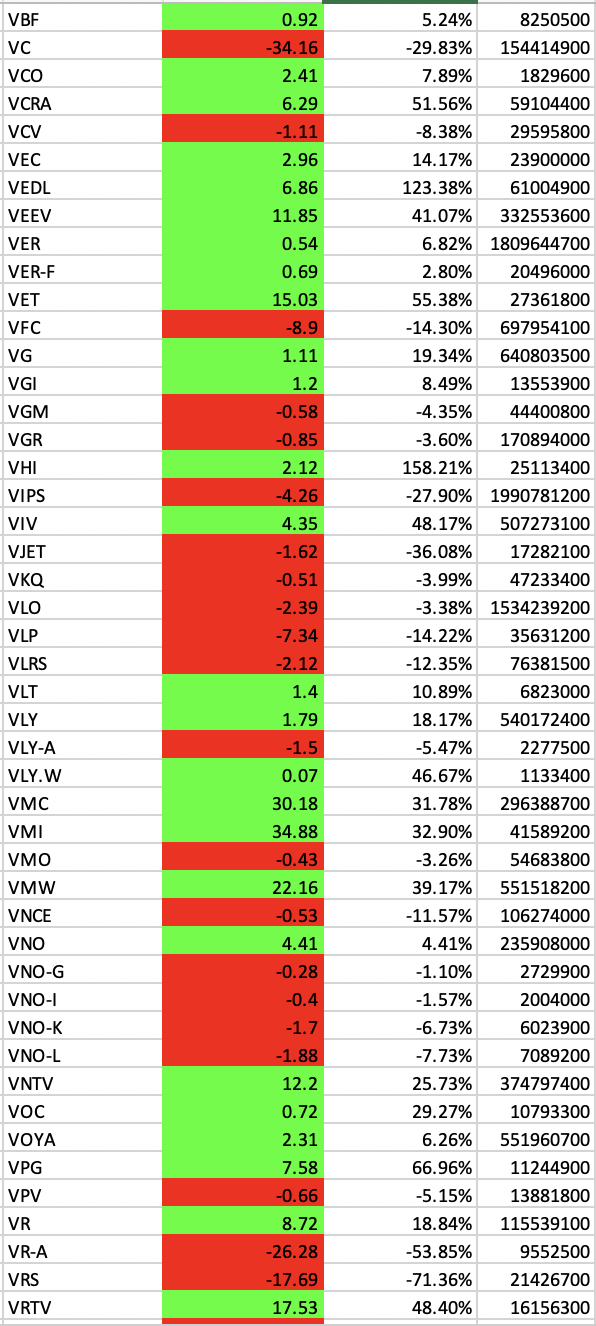 VBF 0.92 5.24% 8250500
VC -34.16 -29.83% 154414900
VCO 2.41 7.89% 1829600
VCRA 6.29 51.56% 59104400
VCV -1.11 -8.38% 29595800
VEC 2.96 14.17% 23900000
VEDL 6.86 123.38% 61004900
VEEV 11.85 41.07% 332553600
VER 0.54 6.82% 1809644700
VER-F 0.69 2.80% 20496000
VET 15.03 55.38% 27361800
VFC -8.9 -14.30% 697954100
VG 1.11 19.34% 640803500
VGI 1.2 8.49% 13553900
VGM -0.58 -4.35% 44400800
VGR -0.85 -3.60% 170894000
VHI 2.12 158.21% 25113400
VIPS -4.26 -27.90% 1990781200
VIV 4.35 48.17% 507273100
VJET -1.62 -36.08% 17282100
VKQ -0.51 -3.99% 47233400
VLO -2.39 -3.38% 1534239200
VLP -7.34 -14.22% 35631200
VLRS -2.12 -12.35% 76381500
VLT 1.4 10.89% 6823000
VLY 1.79 18.17% 540172400
VLY-A -1.5 -5.47% 2277500
VLY.W 0.07 46.67% 1133400
VMC 30.18 31.78% 296388700
VMI 34.88 32.90% 41589200
VMO -0.43 -3.26% 54683800
VMW 22.16 39.17% 551518200
VNCE -0.53 -11.57% 106274000
VNO 4.41 4.41% 235908000
VNO-G -0.28 -1.10% 2729900
VNO-I -0.4 -1.57% 2004000
VNO-K -1.7 -6.73% 6023900
VNO-L -1.88 -7.73% 7089200
VNTV 12.2 25.73% 374797400
VOC 0.72 29.27% 10793300
VOYA 2.31 6.26% 551960700
VPG 7.58 66.96% 11244900
VPV -0.66 -5.15% 13881800
VR 8.72 18.84% 115539100
VR-A -26.28 -53.85% 9552500
VRS -17.69 -71.36% 21426700
VRTV 17.53 48.40% 16156300